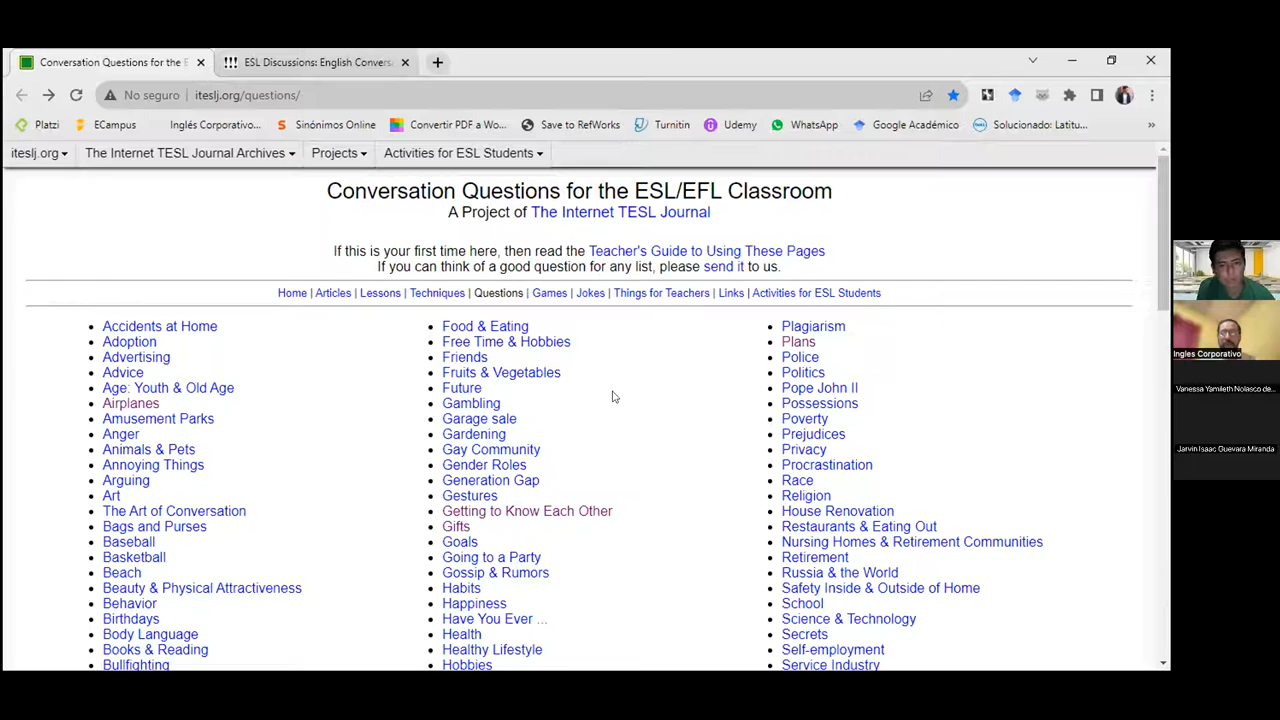 Conversation Questions for the E
ESL Discussions: English Convers
No seguro
iteslj.org/questions/
Platzi
ECampus
Inglés Corporativo...
Sinónimos Online
Convertir PDF a Wo...
Save to RefWorks
Turnitin
Udemy
WhatsApp
Google Académico
Solucionado: Latitu...
»
iteslj.org
The Internet TESL Journal Archives
Projects
Activities for ESL Students
Conversation Questions for the ESL/EFL Classroom
A Project of The Internet TESL Journal
If this is your first time here, then read the Teacher's Guide to Using These Pages
If you can think of a good question for any list, please send it to us.
Home | Articles | Lessons | Techniques | Questions | Games | Jokes | Things for Teachers | Links | Activities for ESL Students
Accidents at Home
Adoption
Advertising
Advice
Age: Youth & Old Age
Airplanes
Amusement Parks
Anger
Animals & Pets
Annoying Things
Arguing
Art
The Art of Conversation
Bags and Purses
Baseball
Basketball
Beach
Beauty & Physical Attractiveness
Behavior
Birthdays
Body Language
Books & Reading
Bullfighting
Food & Eating
Free Time & Hobbies
Friends
Fruits & Vegetables
Future
Gambling
Garage sale
Gardening
Gay Community
Gender Roles
Generation Gap
Gestures
Getting to Know Each Other
Gifts
Goals
Going to a Party
Gossip & Rumors
Habits
Happiness
Have You Ever ...
Health
Healthy Lifestyle
Hobbies
Plagiarism
Plans
Police
Politics
Pope John II
Possessions
Poverty
Prejudices
Privacy
Procrastination
Race
Religion
House Renovation
Restaurants & Eating Out
Nursing Homes & Retirement Communities
Retirement
Russia & the World
Safety Inside & Outside of Home
School
Science & Technology
Secrets
Self-employment
Service Industry
Ingles Corporativo
Vanessa Yamileth Nolasco de...
Jarvin Isaac Guevara Miranda